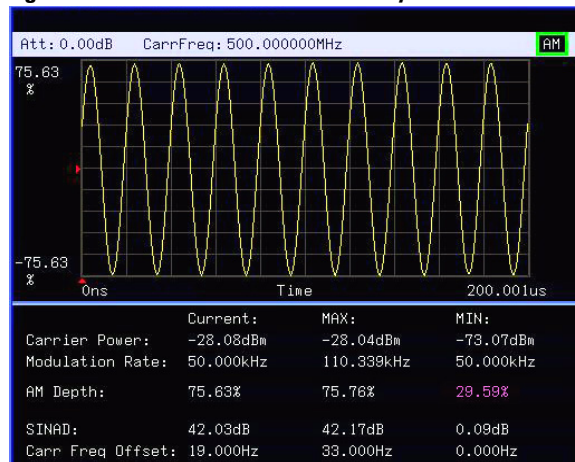 Att: 0.00dB CarrFreq: 500.000000MHz AM
75.63
%
-75.63
%
0ns Time 200.001us
Current: MAX: MIN:
Carrier Power: -28.08dBm -28.04dBm -73.07dBm
Modulation Rate: 50.000kHz 110.339kHz 50.000kHz
AM Depth: 75.63% 75.76% 29.59%
SINAD: 42.03dB 42.17dB 0.09dB
Carr Freq Offset: 19.000Hz 33.000Hz 0.000Hz